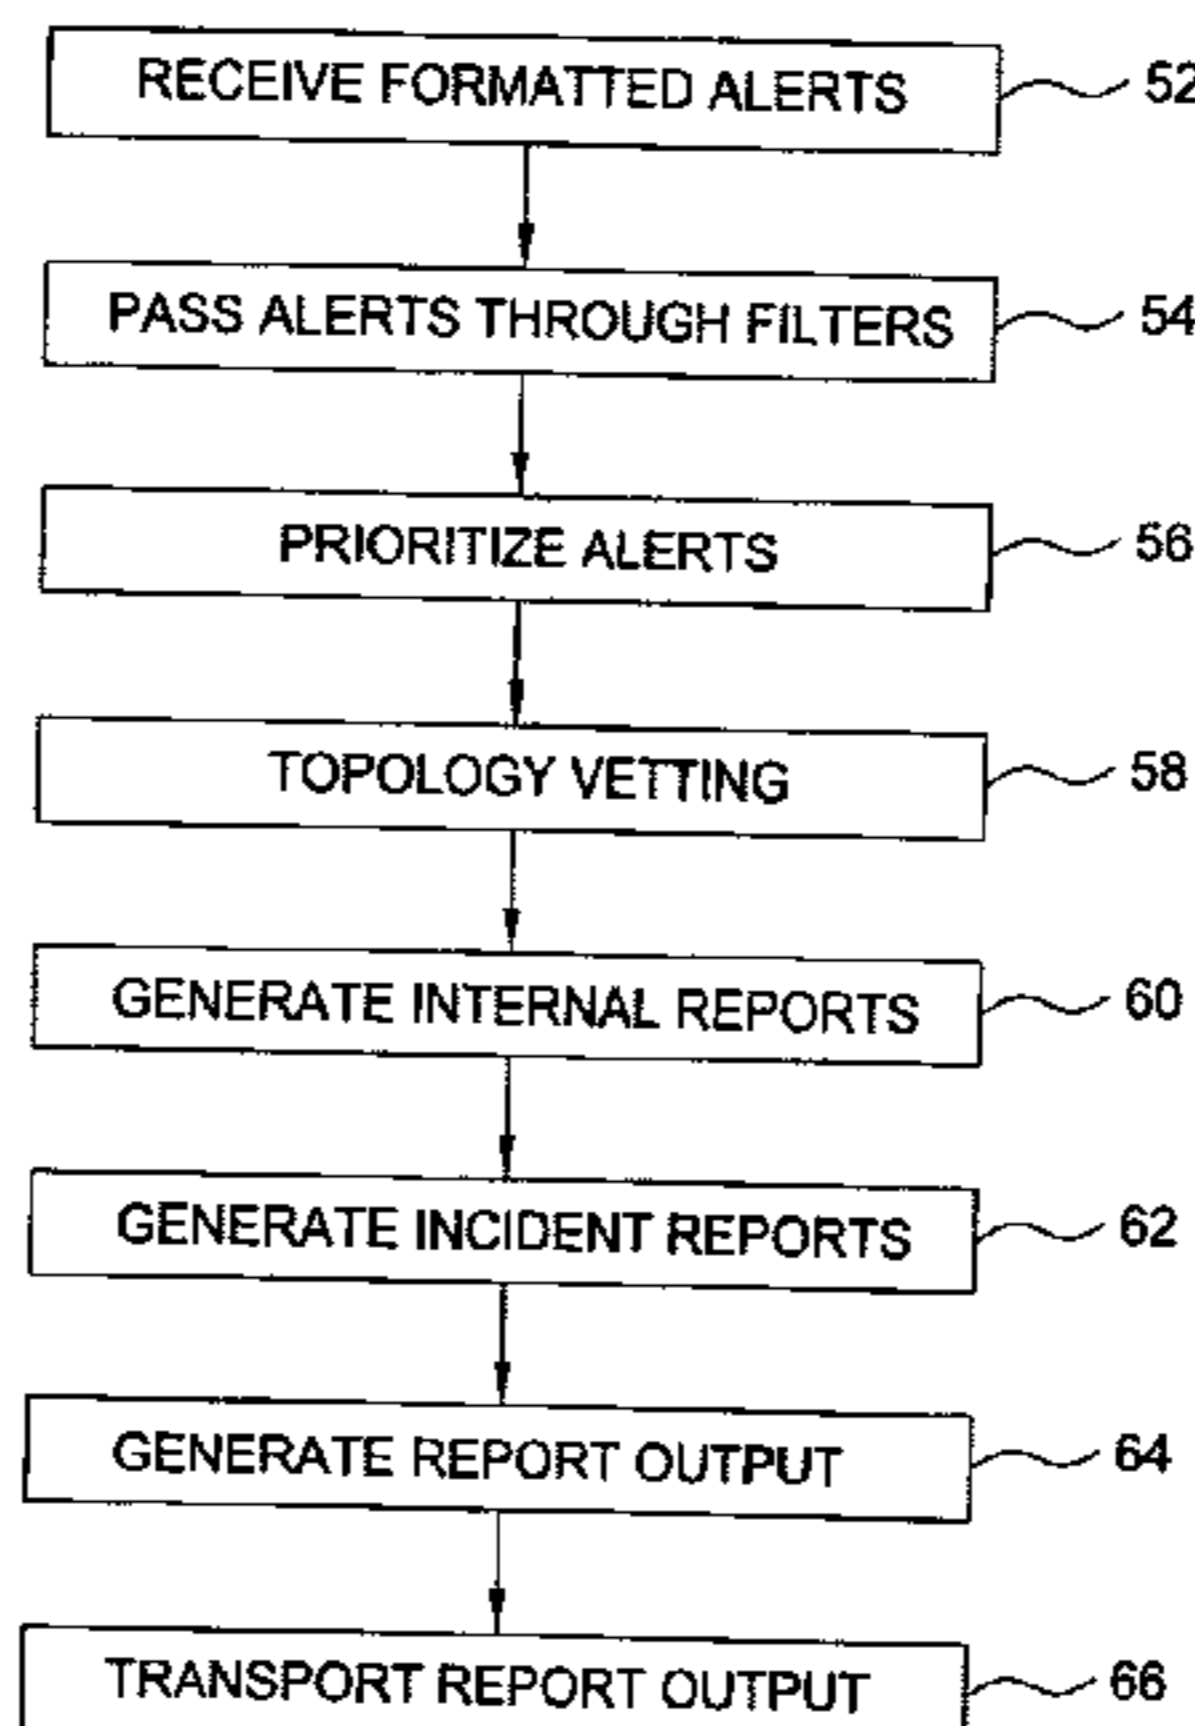 RECEIVE FORMATTED ALERTS 52
PASS ALERTS THROUGH FILTERS 54
PRIORITIZE ALERTS 56
TOPOLOGY VETTING 58
GENERATE INTERNAL REPORTS 60
GENERATE INCIDENT REPORTS 62
GENERATE REPORT OUTPUT 64
TRANSPORT REPORT OUTPUT 66